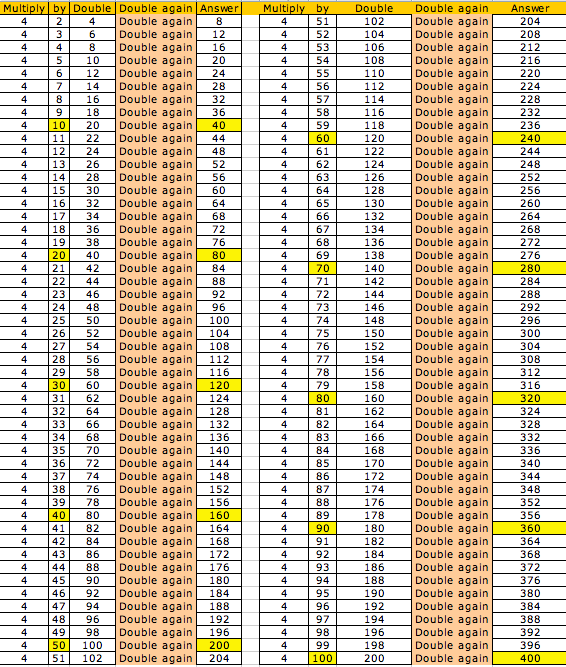 Multiply by Double Double again Answer Multiply by Double Double again Answer
4 2 4 Double again 8 4 51 102 Double again 204
4 3 6 Double again 12 4 52 104 Double again 208
4 4 8 Double again 16 4 53 106 Double again 212
4 5 10 Double again 20 4 54 108 Double again 216
4 6 12 Double again 24 4 55 110 Double again 220
4 7 14 Double again 28 4 56 112 Double again 224
4 8 16 Double again 32 4 57 114 Double again 228
4 9 18 Double again 36 4 58 116 Double again 232
4 10 20 Double again 40 4 59 118 Double again 236
4 11 22 Double again 44 4 60 120 Double again 240
4 12 24 Double again 48 4 61 122 Double again 244
4 13 26 Double again 52 4 62 124 Double again 248
4 14 28 Double again 56 4 63 126 Double again 252
4 15 30 Double again 60 4 64 128 Double again 256
4 16 32 Double again 64 4 65 130 Double again 260
4 17 34 Double again 68 4 66 132 Double again 264
4 18 36 Double again 72 4 67 134 Double again 268
4 19 38 Double again 76 4 68 136 Double again 272
4 20 40 Double again 80 4 69 138 Double again 276
4 21 42 Double again 84 4 70 140 Double again 280
4 22 44 Double again 88 4 71 142 Double again 284
4 23 46 Double again 92 4 72 144 Double again 288
4 24 48 Double again 96 4 73 146 Double again 292
4 25 50 Double again 100 4 74 148 Double again 296
4 26 52 Double again 104 4 75 150 Double again 300
4 27 54 Double again 108 4 76 152 Double again 304
4 28 56 Double again 112 4 77 154 Double again 308
4 29 58 Double again 116 4 78 156 Double again 312
4 30 60 Double again 120 4 79 158 Double again 316
4 31 62 Double again 124 4 80 160 Double again 320
4 32 64 Double again 128 4 81 162 Double again 324
4 33 66 Double again 132 4 82 164 Double again 328
4 34 68 Double again 136 4 83 166 Double again 332
4 35 70 Double again 140 4 84 168 Double again 336
4 36 72 Double again 144 4 85 170 Double again 340
4 37 74 Double again 148 4 86 172 Double again 344
4 38 76 Double again 152 4 87 174 Double again 348
4 39 78 Double again 156 4 88 176 Double again 352
4 40 80 Double again 160 4 89 178 Double again 356
4 41 82 Double again 164 4 90 180 Double again 360
4 42 84 Double again 168 4 91 182 Double again 364
4 43 86 Double again 172 4 92 184 Double again 368
4 44 88 Double again 176 4 93 186 Double again 372
4 45 90 Double again 180 4 94 188 Double again 376
4 46 92 Double again 184 4 95 190 Double again 380
4 47 94 Double again 188 4 96 192 Double again 384
4 48 96 Double again 192 4 97 194 Double again 388
4 49 98 Double again 196 4 98 196 Double again 392
4 50 100 Double again 200 4 99 198 Double again 396
4 51 102 Double again 204 4 100 200 Double again 400